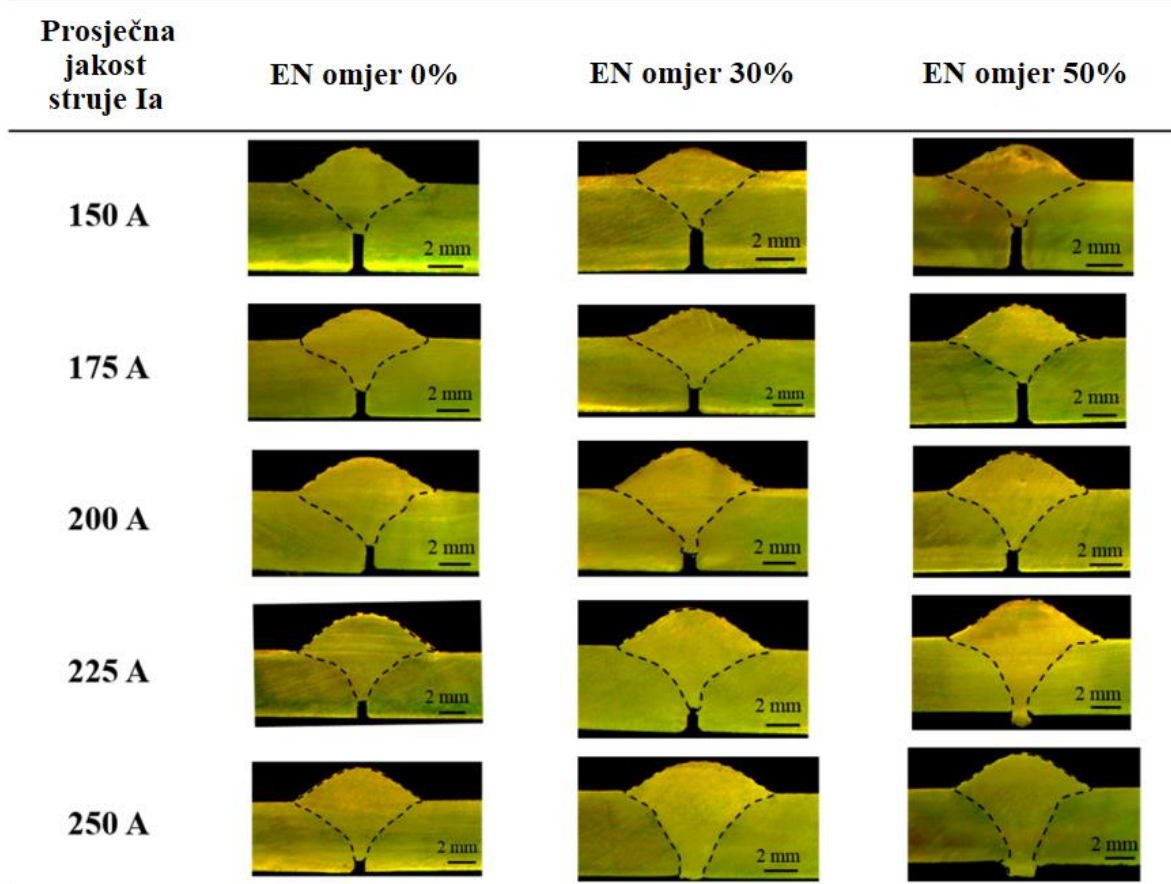 Prosječna
jakost
struje Ia
EN omjer 0%
EN omjer 30%
EN omjer 50%
150 A
2 mm
2 mm
2 mm
175 A
2 mm
2 mm
2 mm
200 A
2 mm
2 mm
2 mm
225 A
2 mm
2 mm
2 mm
250 A
2 mm
2 mm
2 mm